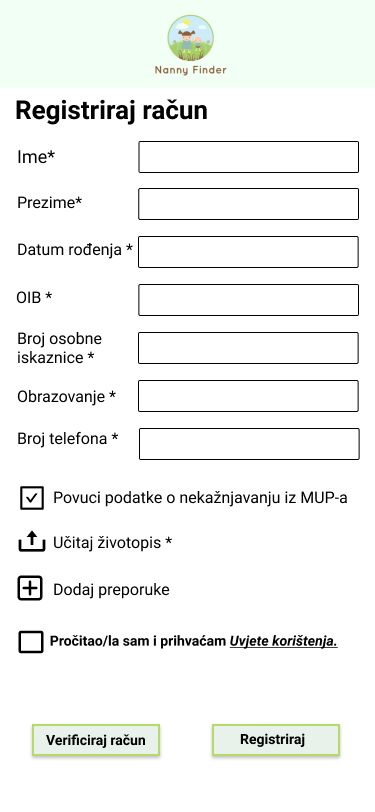 Nanny Finder
Registriraj račun
Ime*
Prezime*
Datum rođenja *
OIB *
Broj osobne
iskaznice *
Obrazovanje *
Broj telefona *
Povuci podatke o nekažnjavanju iz MUP-a
Učitaj životopis *
Dodaj preporuke
Pročitao/la sam i prihvaćam Uvjete korištenja.
Verificiraj račun
Registriraj